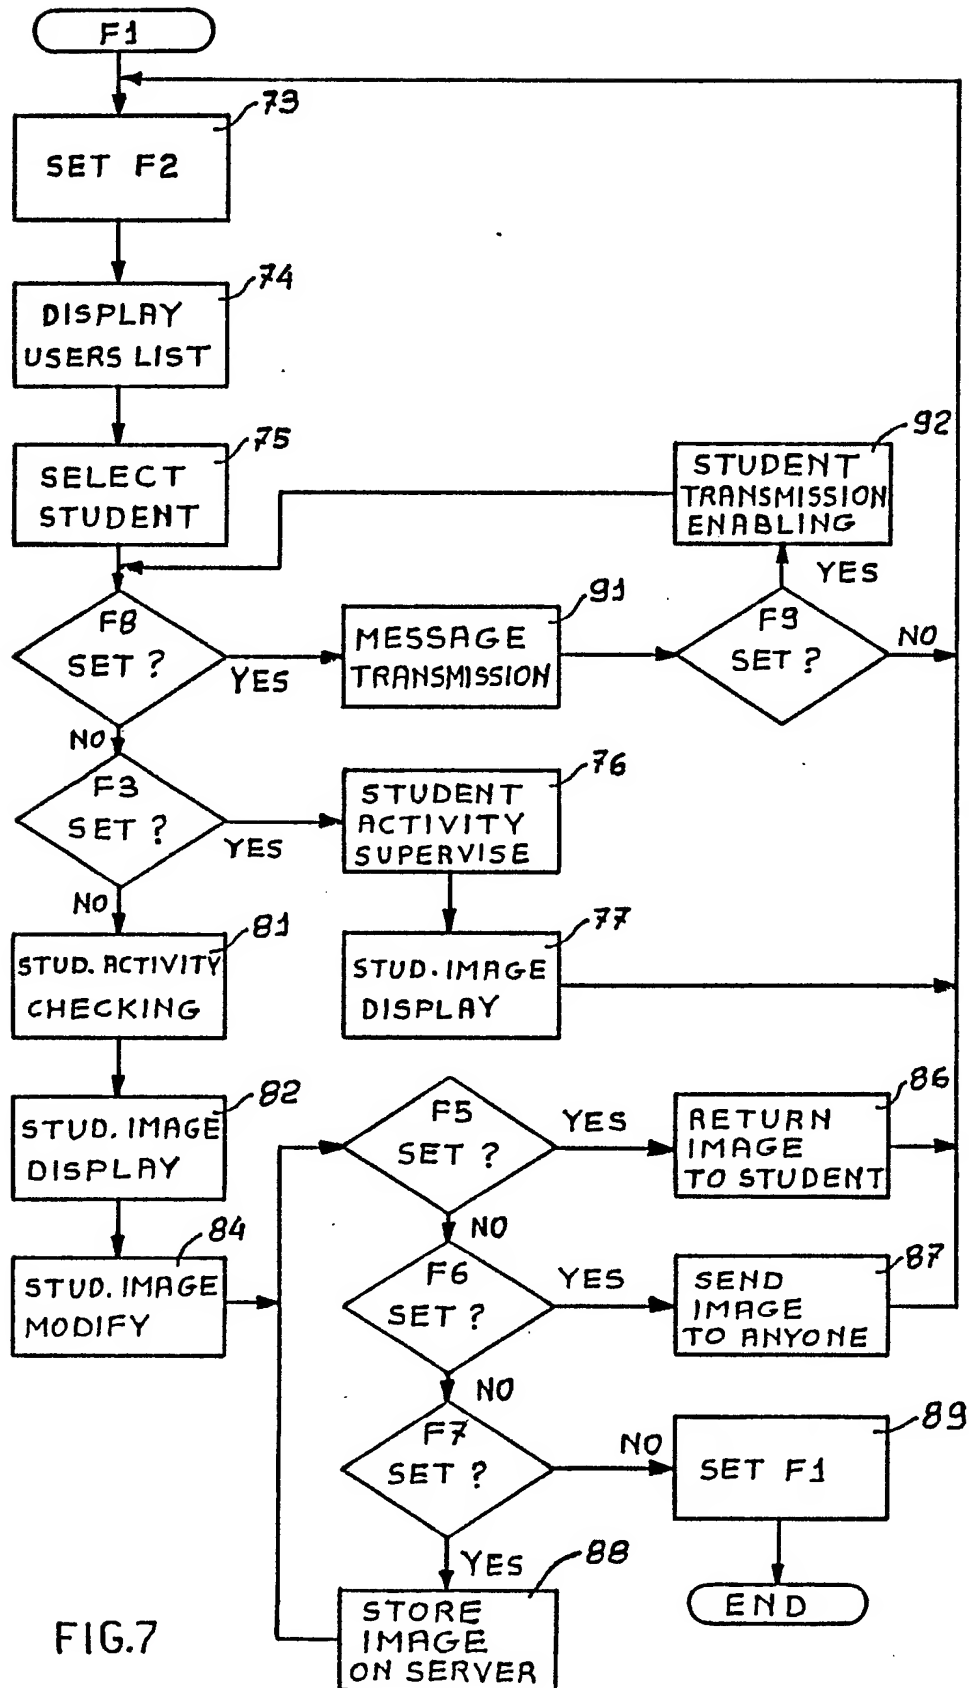 F1
73
SET F2
74
DISPLAY
USERS LIST
75
SELECT
STUDENT
92
STUDENT
TRANSMISSION
ENABLING
YES
F8
SET ?
YES
NO
91
MESSAGE
TRANSMISSION
F9
SET ?
NO
F3
SET ?
YES
NO
76
STUDENT
ACTIVITY
SUPERVISE
77
STUD. IMAGE
DISPLAY
81
STUD. ACTIVITY
CHECKING
82
STUD. IMAGE
DISPLAY
84
STUD. IMAGE
MODIFY
F5
SET ?
YES
NO
86
RETURN
IMAGE
TO STUDENT
F6
SET ?
YES
NO
87
SEND
IMAGE
TO ANYONE
F7
SET ?
NO
YES
89
SET F1
END
88
STORE
IMAGE
ON SERVER
FIG.7